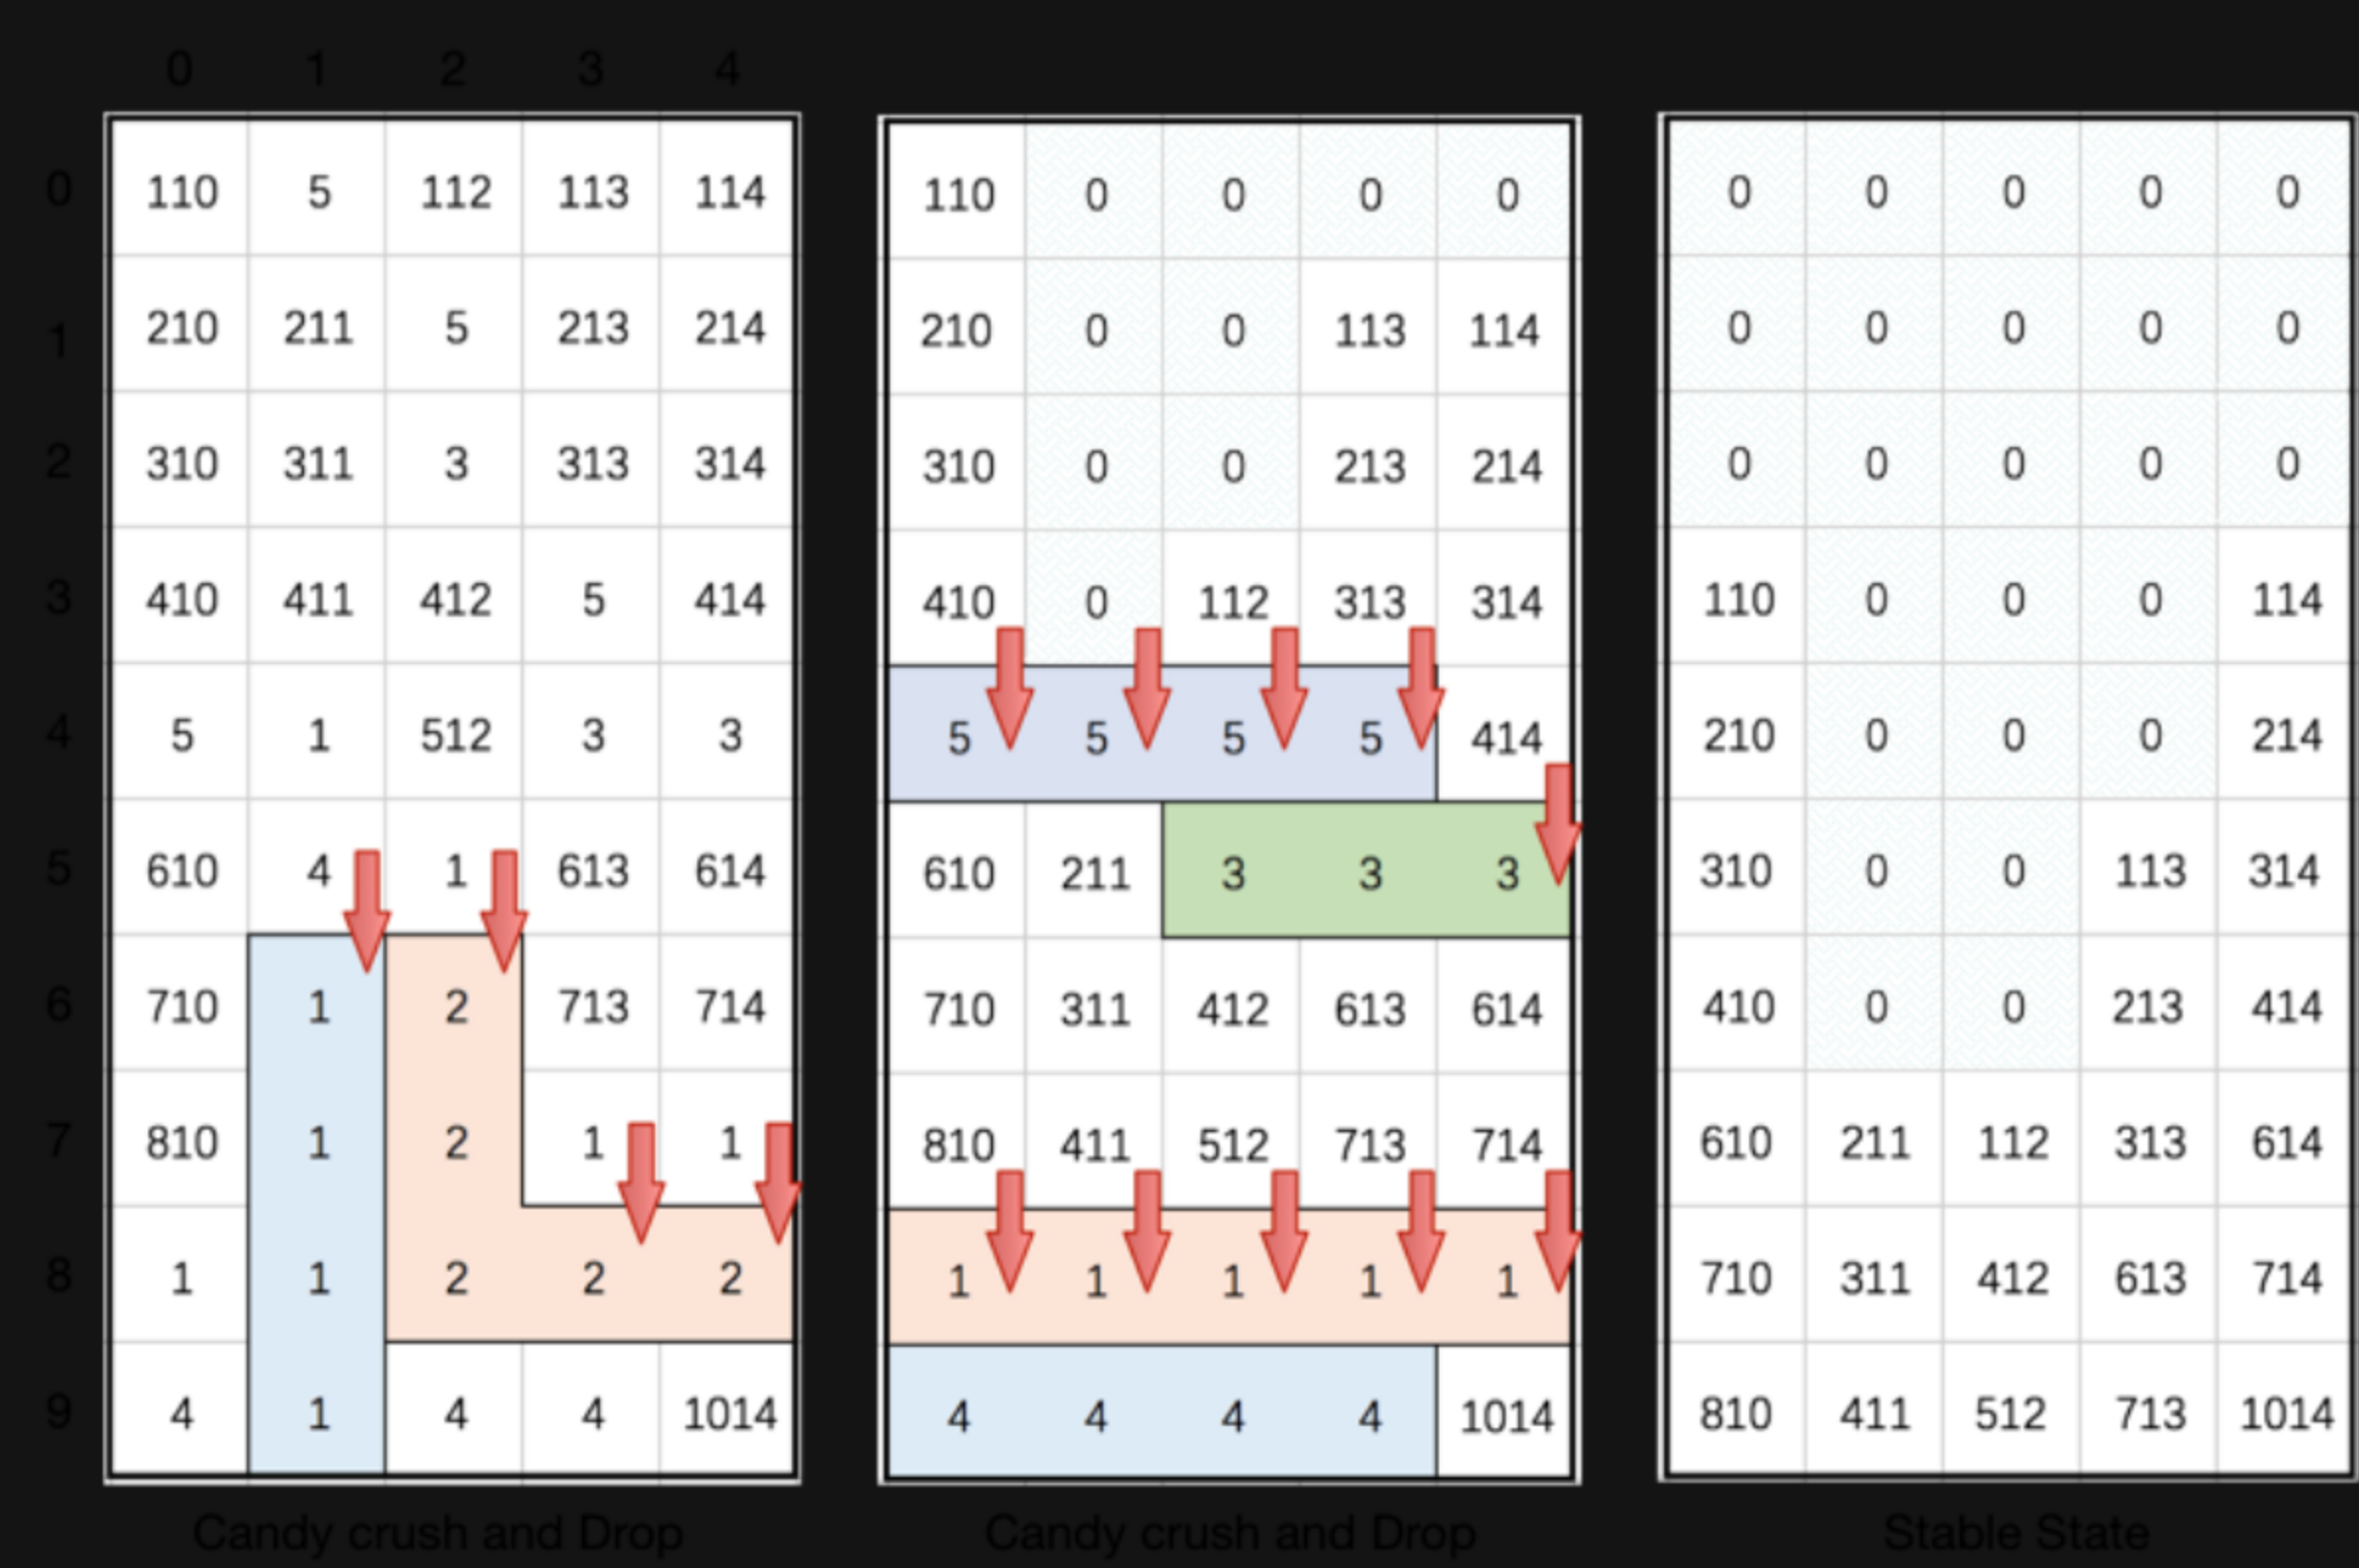 0 1 2 3 4
0 110 5 112 113 114 110 0 0 0 0 0 0 0 0 0
1 210 211 5 213 214 210 0 0 113 114 0 0 0 0 0
2 310 311 3 313 314 310 0 0 213 214 0 0 0 0 0
3 410 411 412 5 414 410 0 112 313 314 110 0 0 0 114
4 5 1 512 3 3 5 5 5 5 414 210 0 0 0 214
5 610 4 1 613 614 610 211 3 3 3 310 0 0 113 314
6 710 1 2 713 714 710 311 412 613 614 410 0 0 213 414
7 810 1 2 1 1 810 411 512 713 714 610 211 112 313 614
8 1 1 2 2 2 1 1 1 1 1 710 311 412 613 714
9 4 1 4 4 1014 4 4 4 4 1014 810 411 512 713 1014
Candy crush and Drop Candy crush and Drop Stable State